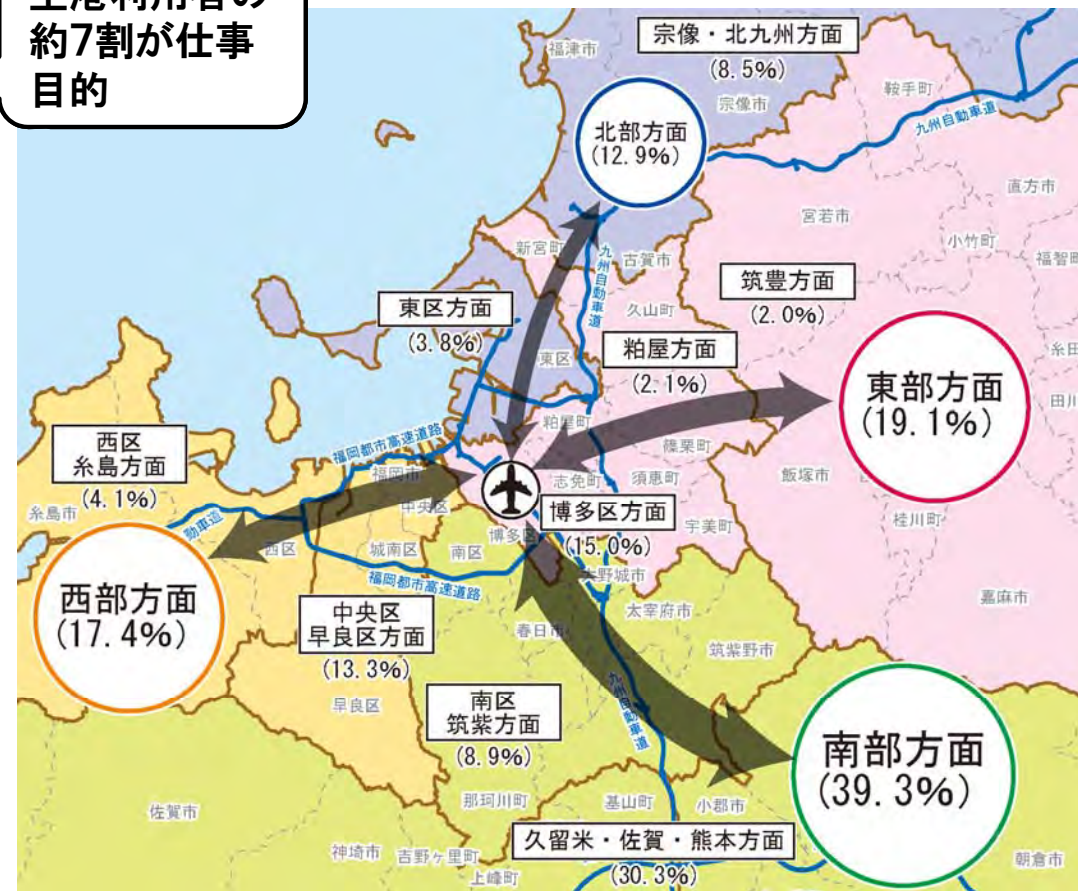 空港利用者の
約7割が仕事
目的
宗像・北九州方面
(8.5%)
福津市
宗像市
鞍手町
九州自動車道
北部方面
(12.9%)
直方市
宮若市
小竹町
福智町
新宮町
古賀市
九州自動車道
筑豊方面
(2.0%)
久山町
東区方面
(3.8%)
東区
粕屋方面
(2.1%)
糸田
田川
東部方面
(19.1%)
粕屋町
篠栗町
福岡都市高速道路
西区
糸島方面
(4.1%)
福岡市
中央区
志免町
須恵町
飯塚市
糸島市
動車道
博多区方面
(15.0%)
宇美町
桂川町
西区
城南区
南区
博多区
大野城市
福岡都市高速道路
嘉麻市
西部方面
(17.4%)
中央区
早良区方面
(13.3%)
太宰府市
春日市
筑紫野市
早良区
九州自動車道
南区
筑紫方面
(8.9%)
南部方面
(39.3%)
佐賀市
那珂川町
基山町
小郡市
久留米・佐賀・熊本方面
(30.3%)
神埼市
吉野ヶ里町
上峰町
朝倉市